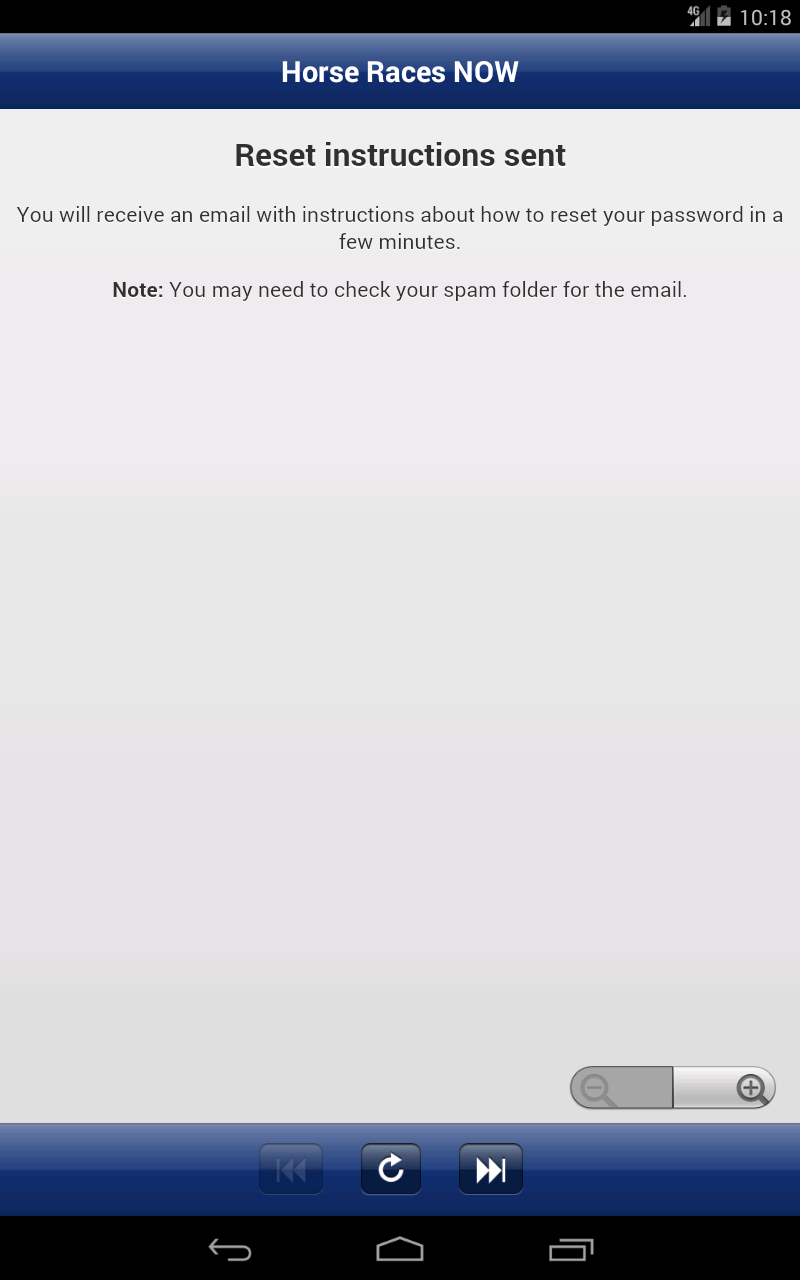 4G 10:18
Horse Races NOW
Reset instructions sent
You will receive an email with instructions about how to reset your password in a
few minutes.
Note: You may need to check your spam folder for the email.